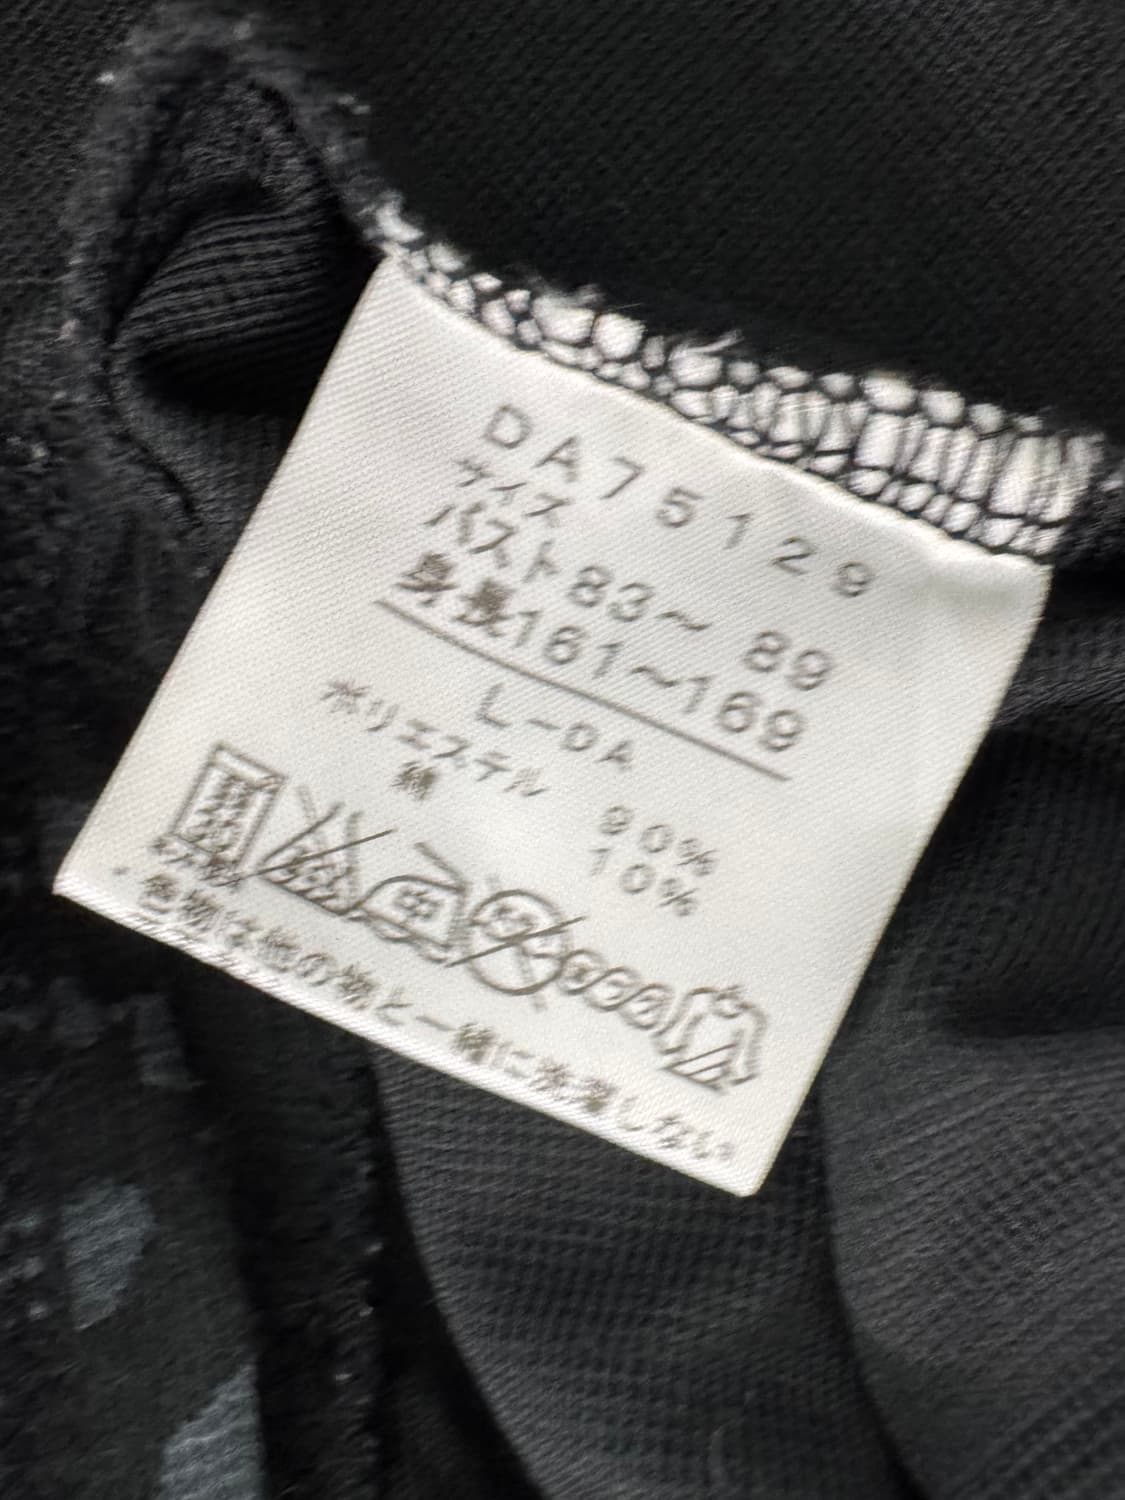 DA75129
サイズ
バスト83〜 89
身長161〜169
L-DA
ポリエステル 90%
綿 10%
・色物は他の物と一緒に洗濯しない